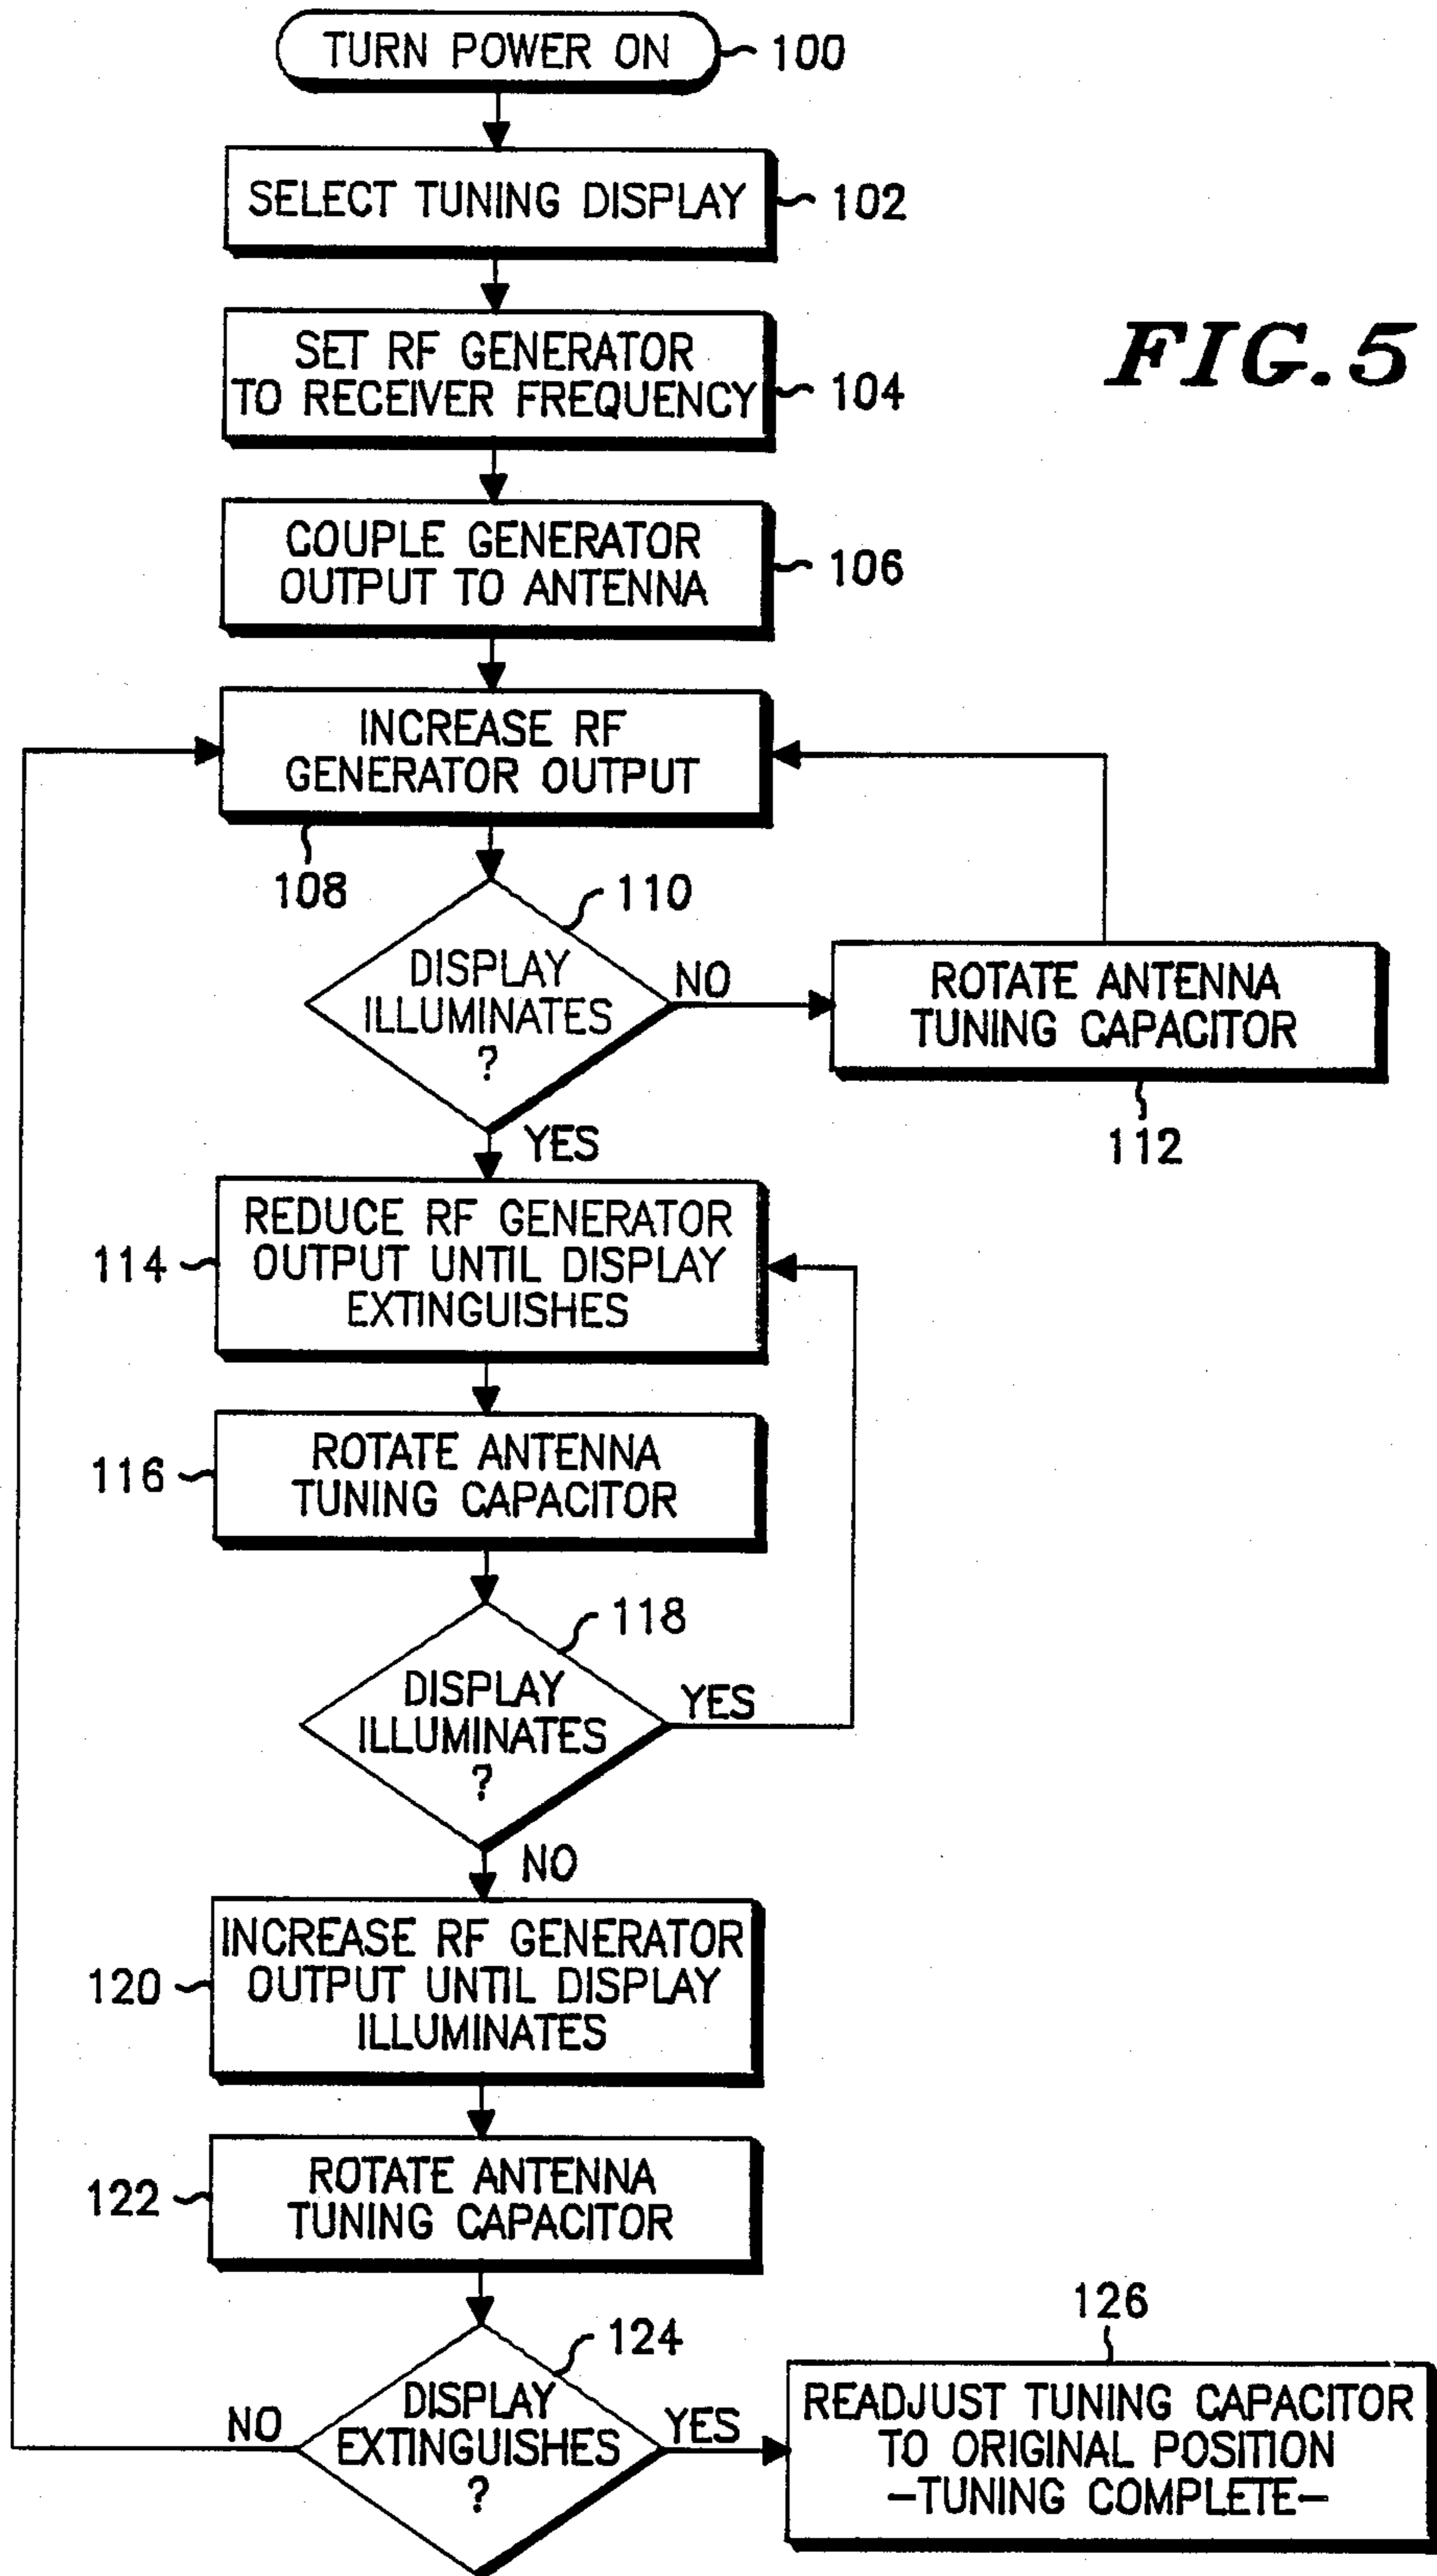 TURN POWER ON
100
SELECT TUNING DISPLAY
102
SET RF GENERATOR
TO RECEIVER FREQUENCY
104
FIG.5
COUPLE GENERATOR
OUTPUT TO ANTENNA
106
INCREASE RF
GENERATOR OUTPUT
108
110
DISPLAY
ILLUMINATES
?
NO
ROTATE ANTENNA
TUNING CAPACITOR
112
YES
REDUCE RF GENERATOR
OUTPUT UNTIL DISPLAY
EXTINGUISHES
114
ROTATE ANTENNA
TUNING CAPACITOR
116
118
DISPLAY
ILLUMINATES
?
YES
NO
INCREASE RF GENERATOR
OUTPUT UNTIL DISPLAY
ILLUMINATES
120
ROTATE ANTENNA
TUNING CAPACITOR
122
124
DISPLAY
EXTINGUISHES
?
NO
YES
126
READJUST TUNING CAPACITOR
TO ORIGINAL POSITION
–TUNING COMPLETE–